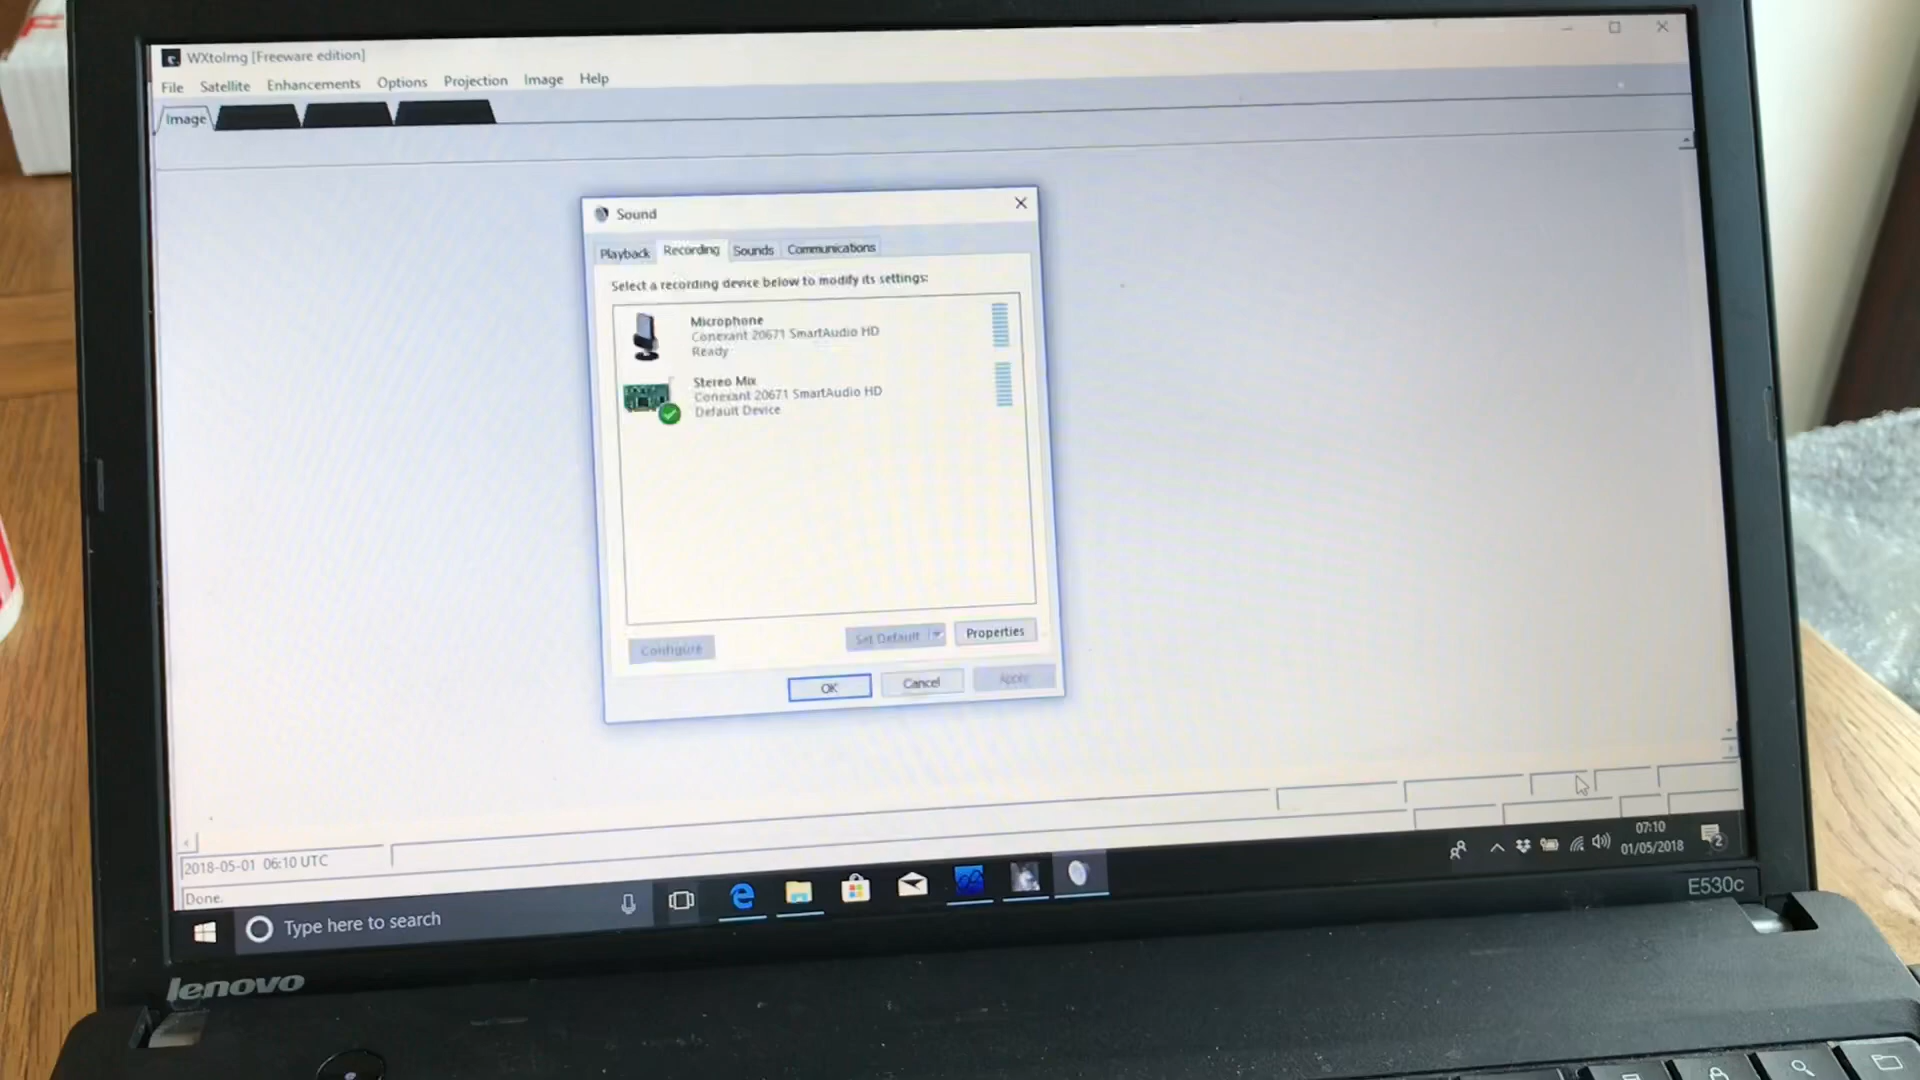 WXtoImg [Freeware edition]
File Satellite Enhancements Options Projection Image Help
Image
Sound
Playback Recording Sounds Communications
Select a recording device below to modify its settings:
Microphone
Conexant 20671 SmartAudio HD
Ready
Stereo Mix
Conexant 20671 SmartAudio HD
Default Device
Configure Set Default Properties
OK Cancel Apply
2018-05-01 06:10 UTC
Done.
Type here to search
07:10
01/05/2018
2
E530c
lenovo